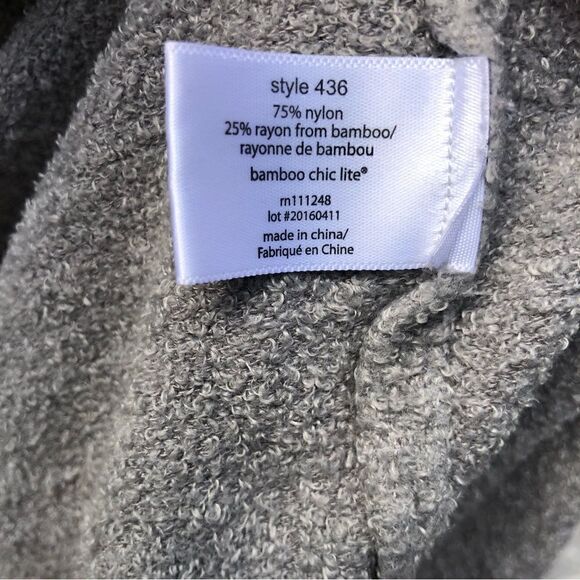 style 436
75% nylon
25% rayon from bamboo/
rayonne de bambou
bamboo chic lite®
rn111248
lot #20160411
made in china/
Fabriqué en Chine